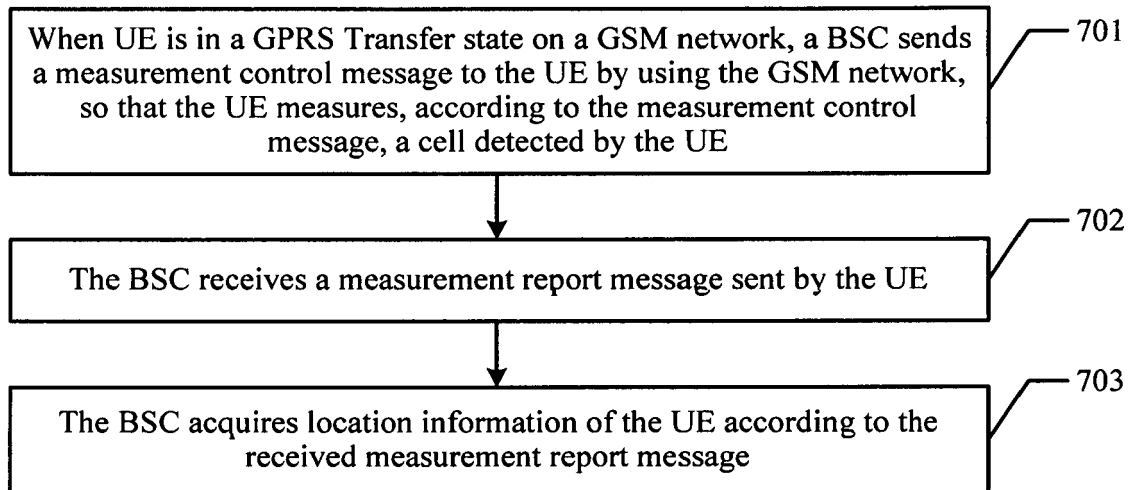 When UE is in a GPRS Transfer state on a GSM network, a BSC sends
a measurement control message to the UE by using the GSM network,
so that the UE measures, according to the measurement control
message, a cell detected by the UE
701
The BSC receives a measurement report message sent by the UE
702
The BSC acquires location information of the UE according to the
received measurement report message
703